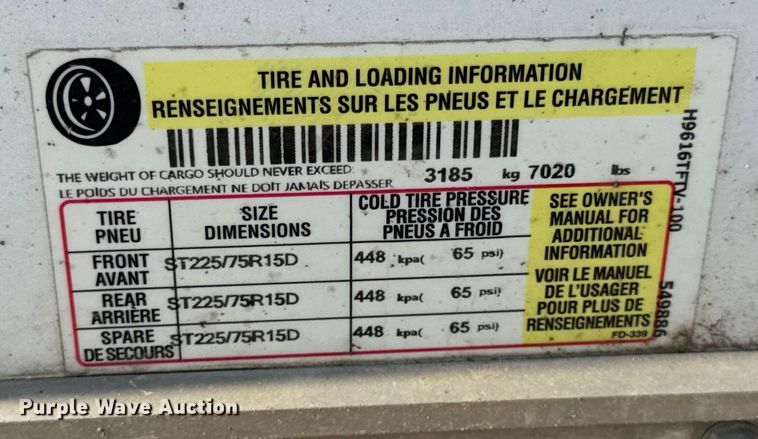 TIRE AND LOADING INFORMATION
RENSEIGNEMENTS SUR LES PNEUS ET LE CHARGEMENT
THE WEIGHT OF CARGO SHOULD NEVER EXCEED: 3185 kg 7020 lbs
LE POIDS DU CHARGEMENT NE DOIT JAMAIS DEPASSER
TIRE
PNEU
SIZE
DIMENSIONS
COLD TIRE PRESSURE
PRESSION DES
PNEUS A FROID
FRONT
AVANT
ST225/75R15D
448 kpa( 65 psi)
REAR
ARRIÈRE
ST225/75R15D
448 kpa( 65 psi)
SPARE
DE SECOURS
ST225/75R15D
448 kpa( 65 psi)
SEE OWNER'S
MANUAL FOR
ADDITIONAL
INFORMATION
VOIR LE MANUEL
DE L'USAGER
POUR PLUS DE
RENSEIGNEMENTS
FD-339
H9616TFTV-100
549886
Purple Wave Auction